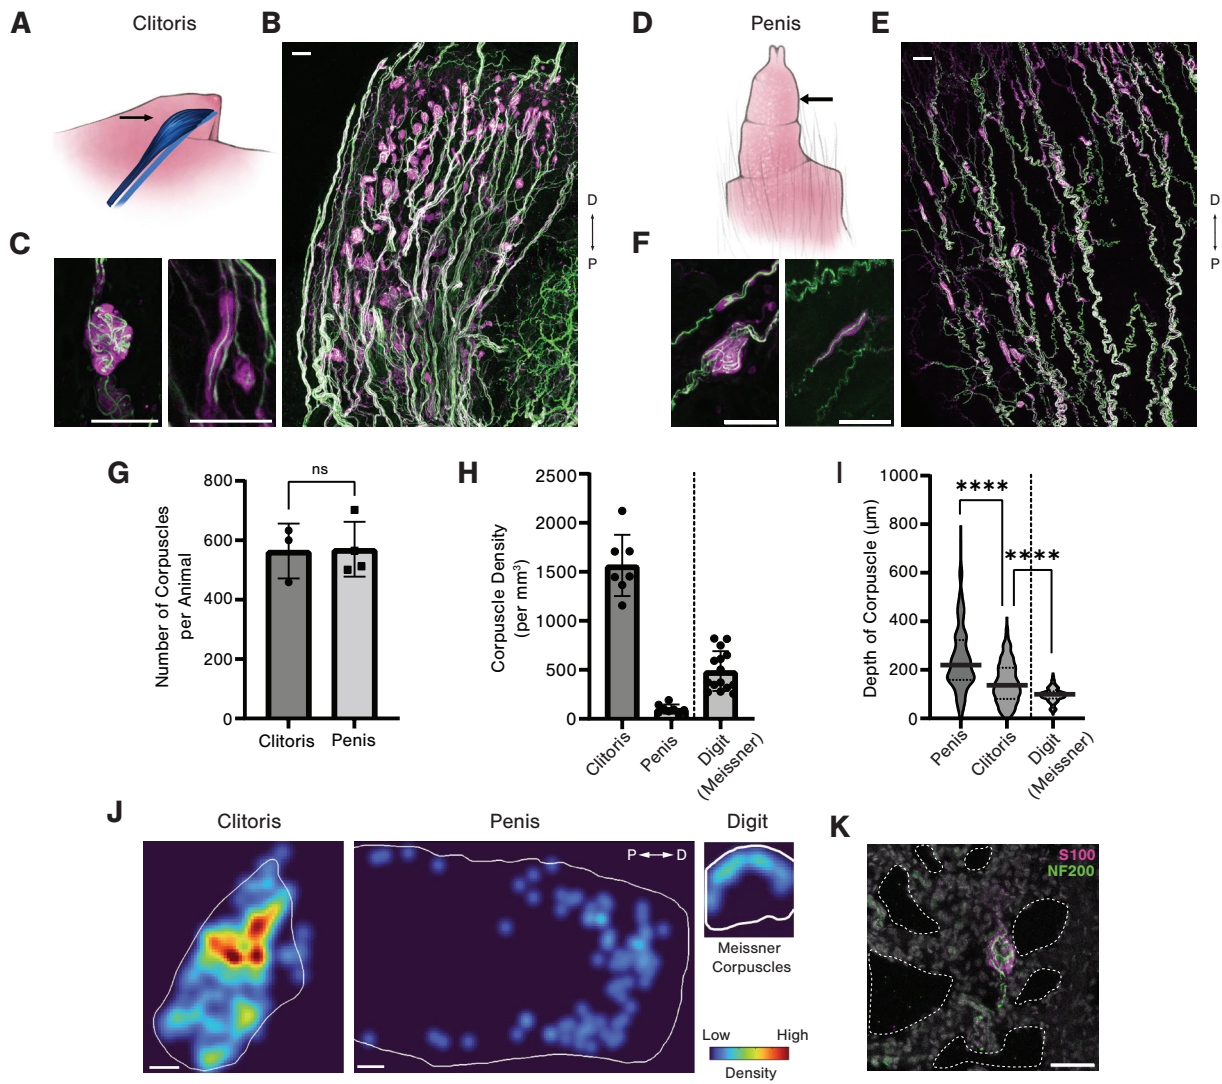 A
Clitoris
B
D
Penis
E
D
P
D
P
C
F
G
ns
Number of Corpuscles
per Animal
800
600
400
200
0
Clitoris
Penis
H
Corpuscle Density
(per mm³)
2500
2000
1500
1000
500
0
Clitoris
Penis
Digit
(Meissner)
I
Depth of Corpuscle (µm)
1000
800
600
400
200
0
****
****
Penis
Clitoris
Digit
(Meissner)
J
Clitoris
Penis
Digit
P D
Meissner
Corpuscles
Low High
Density
K
S100
NF200